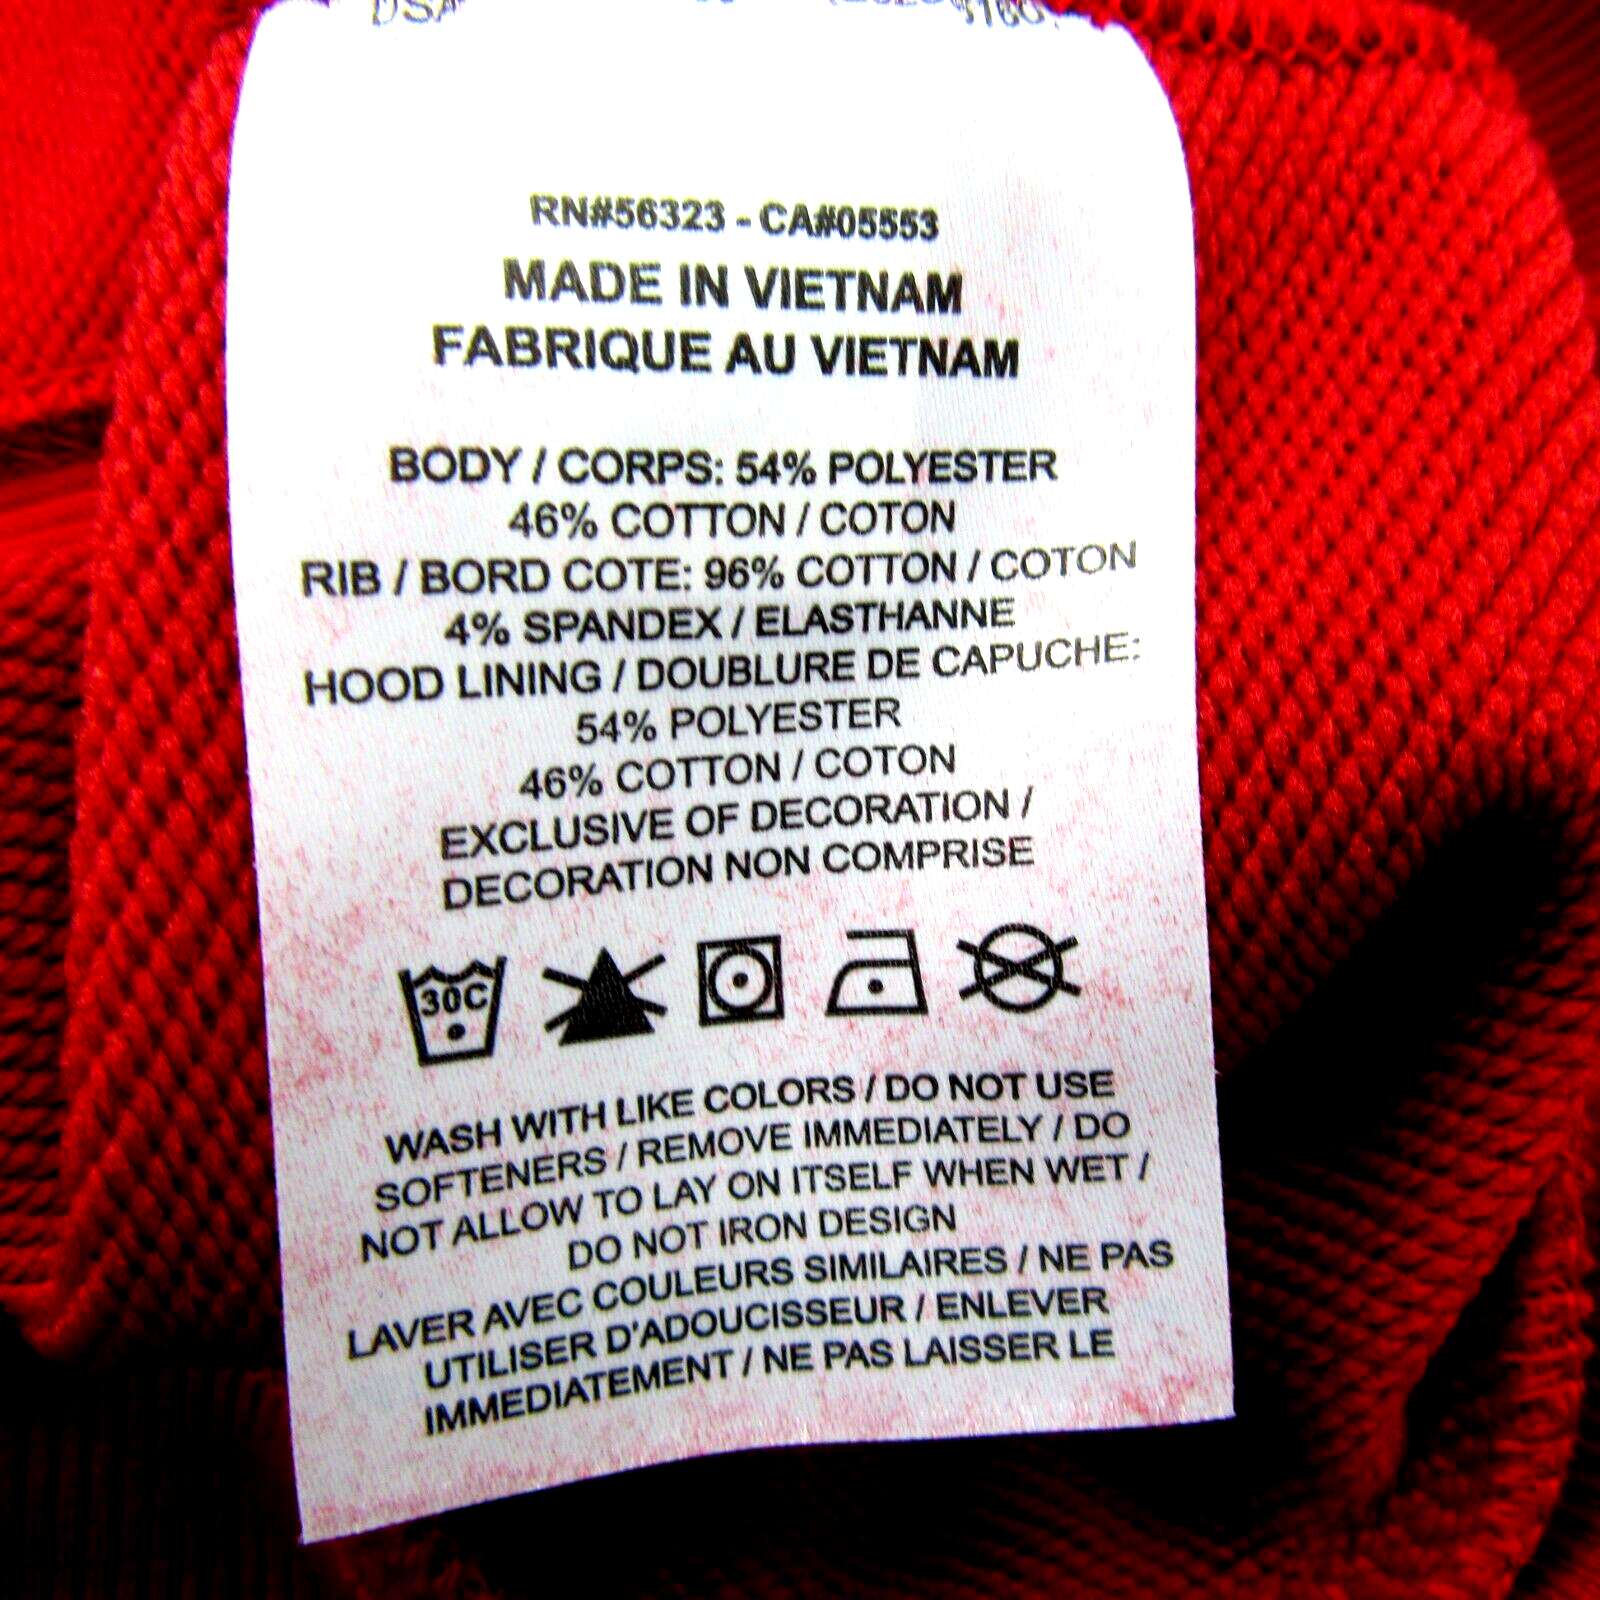 USA
RN#56323 - CA#05553
MADE IN VIETNAM
FABRIQUE AU VIETNAM
BODY / CORPS: 54% POLYESTER
46% COTTON / COTON
RIB / BORD COTE: 96% COTTON / COTON
4% SPANDEX / ELASTHANNE
HOOD LINING / DOUBLURE DE CAPUCHE:
54% POLYESTER
46% COTTON / COTON
EXCLUSIVE OF DECORATION /
DECORATION NON COMPRISE
30C
WASH WITH LIKE COLORS / DO NOT USE
SOFTENERS / REMOVE IMMEDIATELY / DO
NOT ALLOW TO LAY ON ITSELF WHEN WET /
DO NOT IRON DESIGN
LAVER AVEC COULEURS SIMILAIRES / NE PAS
UTILISER D'ADOUCISSEUR / ENLEVER
IMMEDIATEMENT / NE PAS LAISSER LE